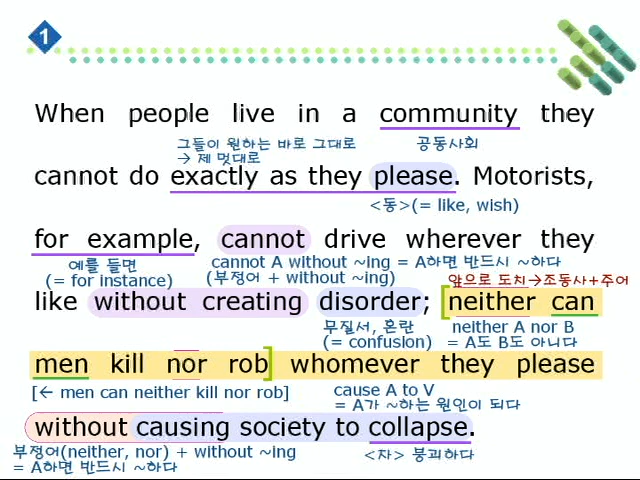 1
When people live in a community they
그들이 원하는 바로 그대로
→ 제 멋대로
공동사회
cannot do exactly as they please. Motorists,
<동>(= like, wish)
for example, cannot drive wherever they
예를 들면
(= for instance)
cannot A without ~ing = A하면 반드시 ~하다
(부정어 + without ~ing)
앞으로 도치→조동사+주어
like without creating disorder; [neither can
무질서, 혼란
(= confusion)
neither A nor B
= A도 B도 아니다
men kill nor rob] whomever they please
[← men can neither kill nor rob]
cause A to V
= A가 ~하는 원인이 되다
without causing society to collapse.
부정어(neither, nor) + without ~ing
= A하면 반드시 ~하다
<자> 붕괴하다